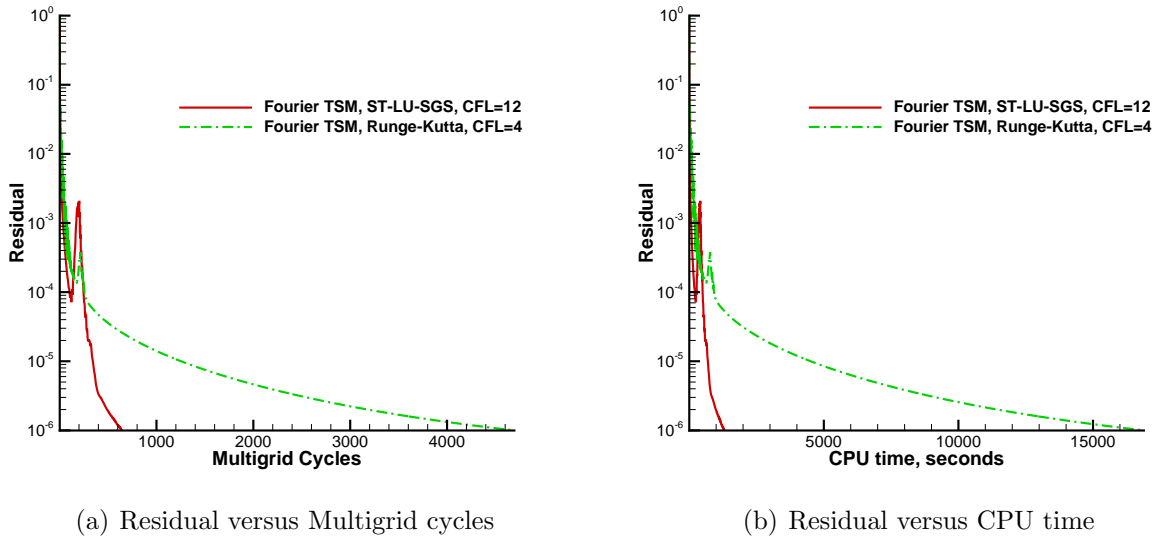 10^0
10^-1
10^-2
10^-3
10^-4
10^-5
10^-6
Residual
Fourier TSM, ST-LU-SGS, CFL=12
Fourier TSM, Runge-Kutta, CFL=4
1000 2000 3000 4000
Multigrid Cycles
(a) Residual versus Multigrid cycles
10^0
10^-1
10^-2
10^-3
10^-4
10^-5
10^-6
Residual
Fourier TSM, ST-LU-SGS, CFL=12
Fourier TSM, Runge-Kutta, CFL=4
5000 10000 15000
CPU time, seconds
(b) Residual versus CPU time